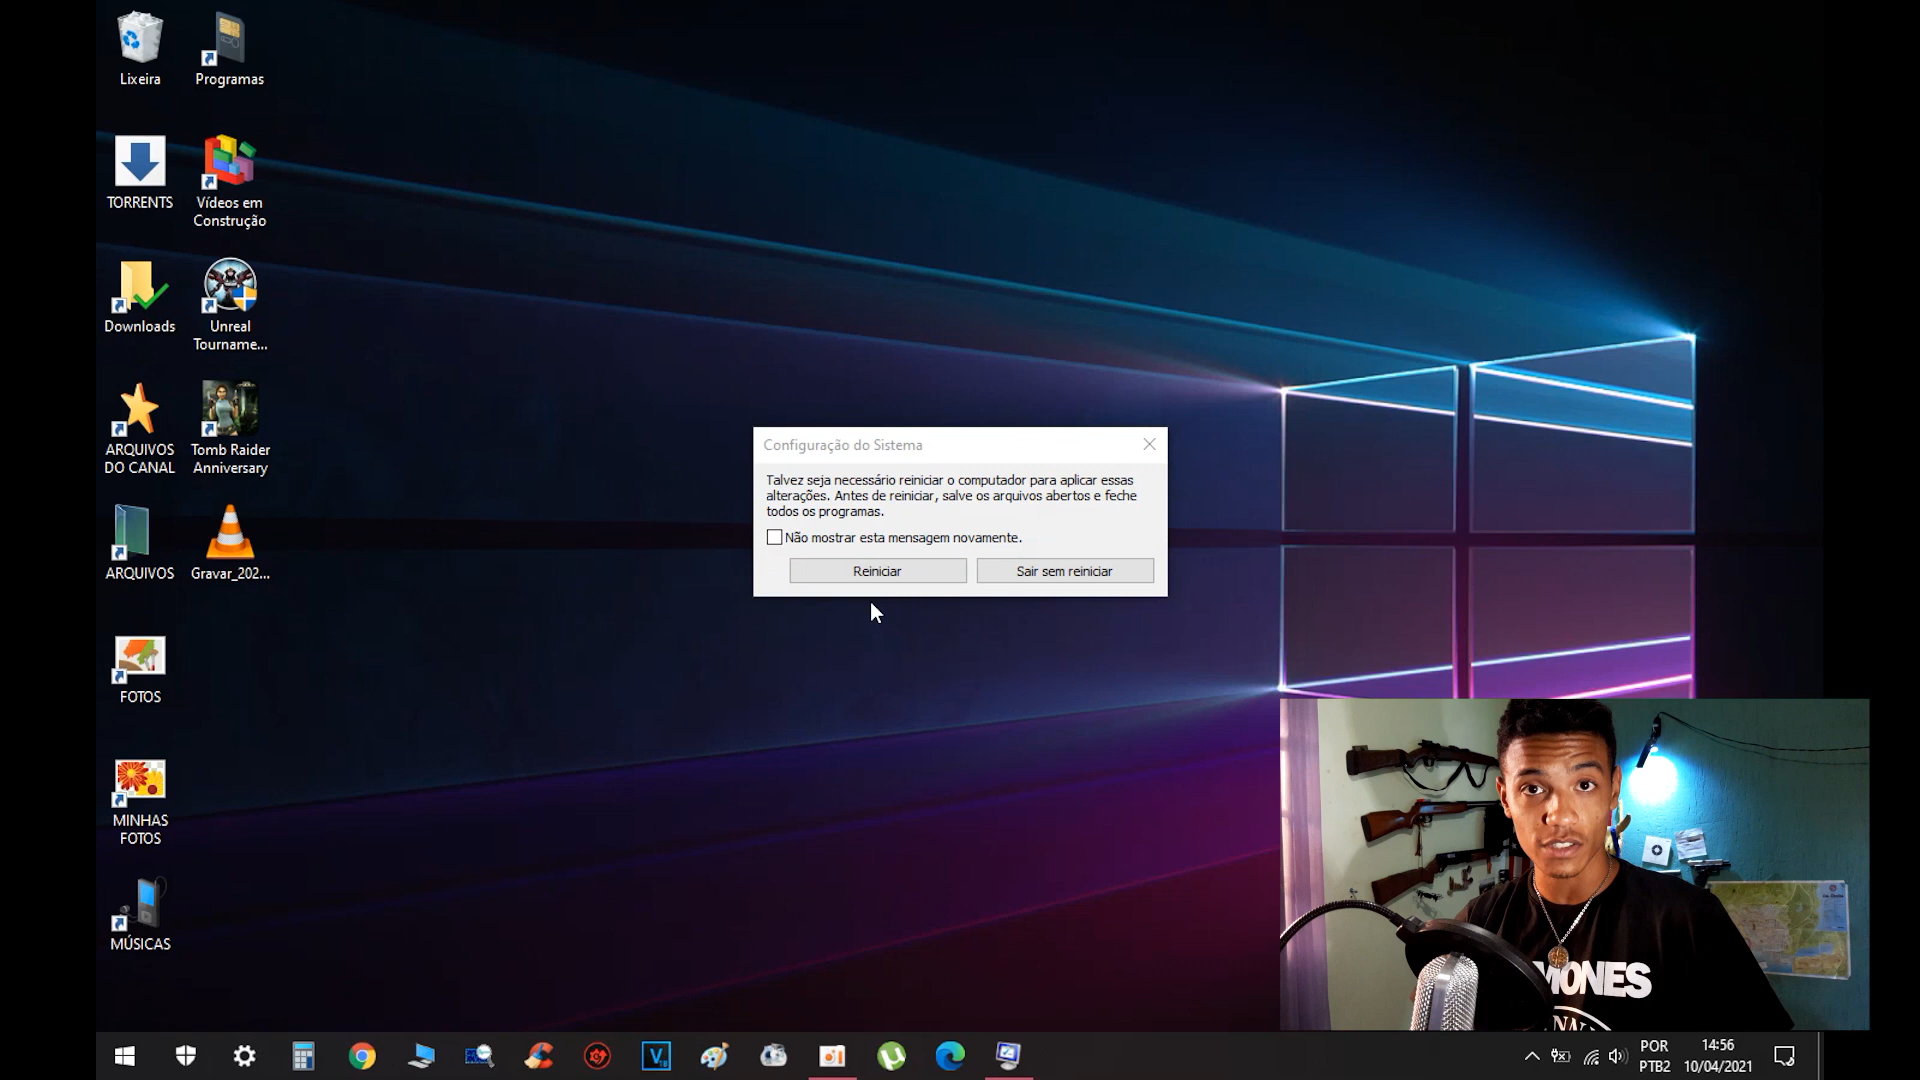 Lixeira
Programas
TORRENTS
Vídeos em
Construção
Downloads
Unreal
Tourname...
ARQUIVOS
DO CANAL
Tomb Raider
Anniversary
ARQUIVOS
Gravar_202...
FOTOS
MINHAS
FOTOS
MÚSICAS
Configuração do Sistema
Talvez seja necessário reiniciar o computador para aplicar essas
alterações. Antes de reiniciar, salve os arquivos abertos e feche
todos os programas.
Não mostrar esta mensagem novamente.
Reiniciar
Sair sem reiniciar
MONES
POR
PTB2
14:56
10/04/2021